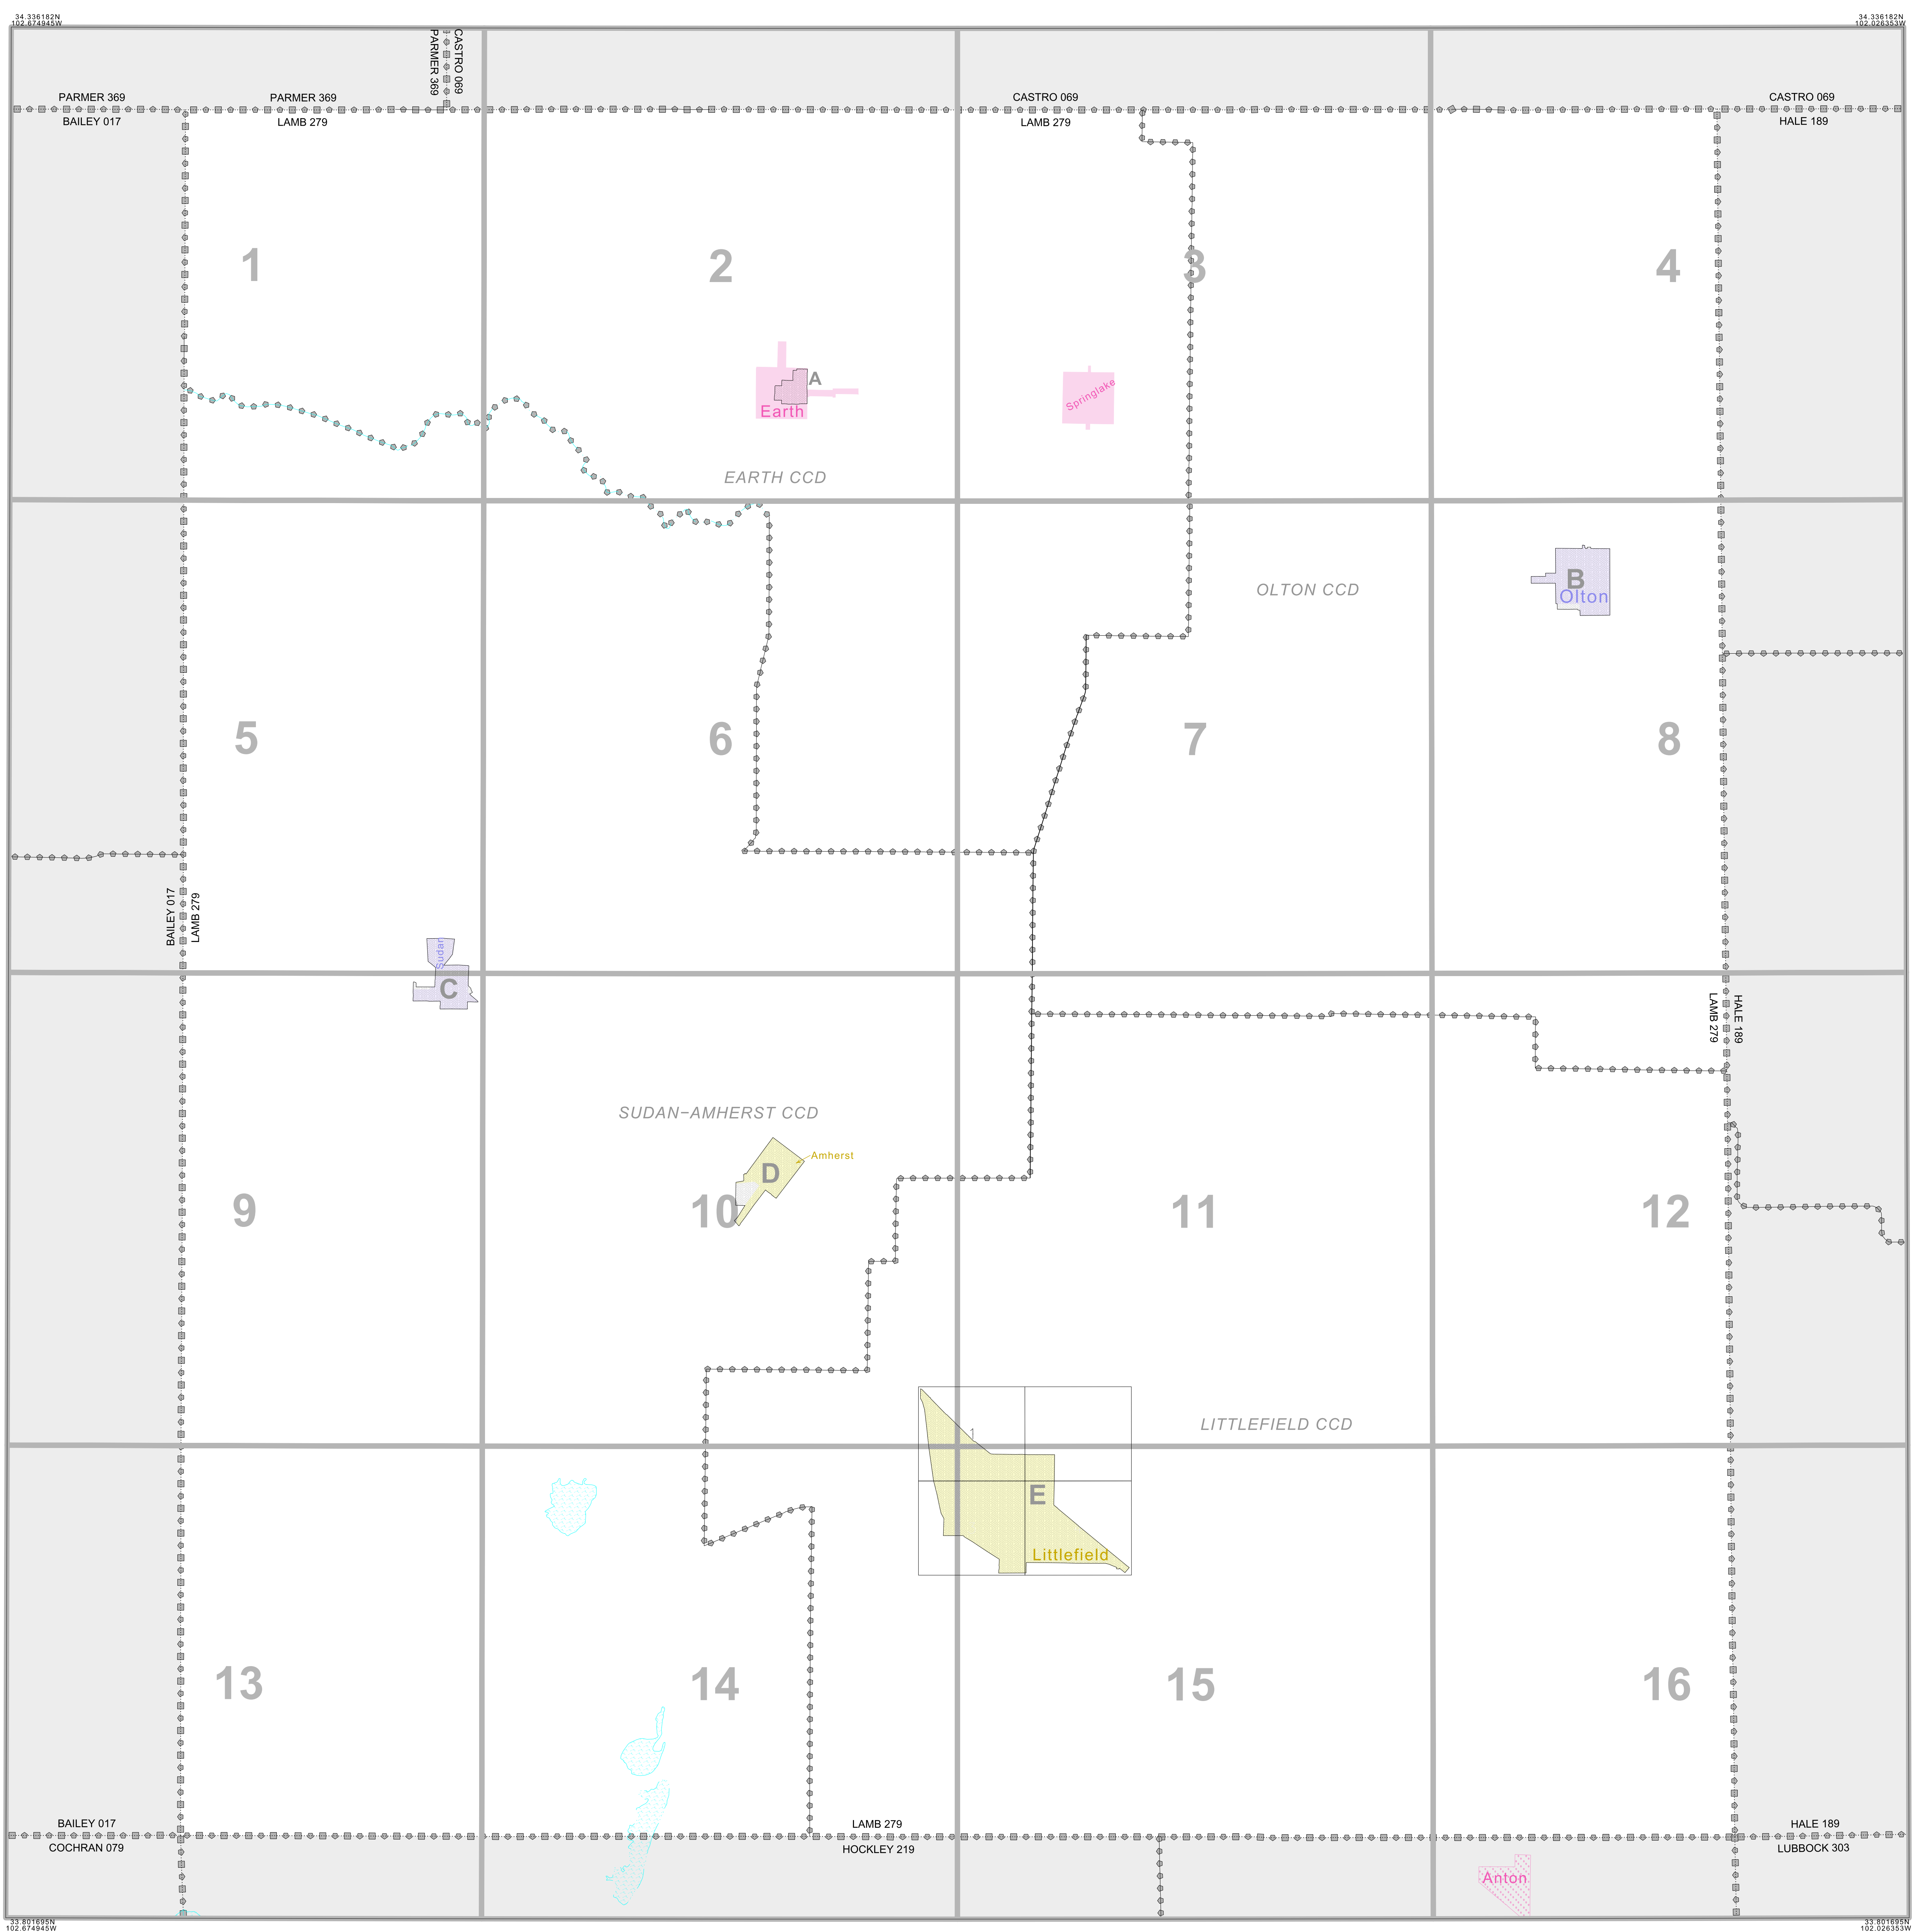 34.336182N
102.674945W
34.336182N
102.026353W
PARMER 369
CASTRO 069
PARMER 369
BAILEY 017
PARMER 369
LAMB 279
CASTRO 069
LAMB 279
CASTRO 069
HALE 189
1
2
3
4
A
Earth
Springlake
EARTH CCD
OLTON CCD
B
Olton
5
6
7
8
BAILEY 017
LAMB 279
Sudan
C
LAMB 279
HALE 189
SUDAN-AMHERST CCD
Amherst
D
9
10
11
12
LITTLEFIELD CCD
1
E
Littlefield
13
14
15
16
BAILEY 017
COCHRAN 079
LAMB 279
HOCKLEY 219
HALE 189
LUBBOCK 303
Anton
33.801695N
102.674945W
33.801695N
102.026353W